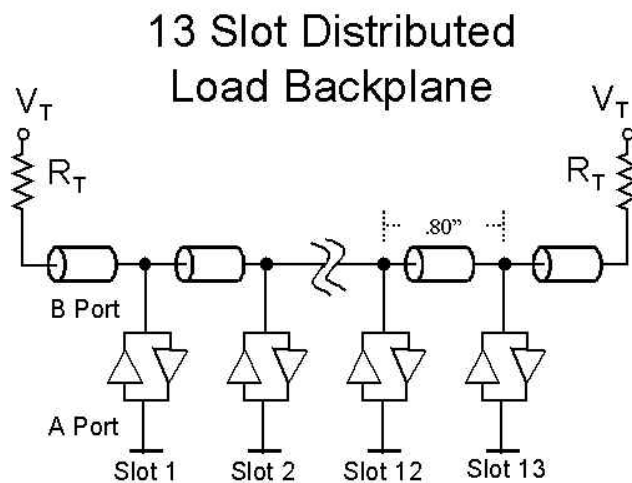 13 Slot Distributed
Load Backplane
V_T
V_T
R_T
R_T
.80”
B Port
A Port
Slot 1
Slot 2
Slot 12
Slot 13